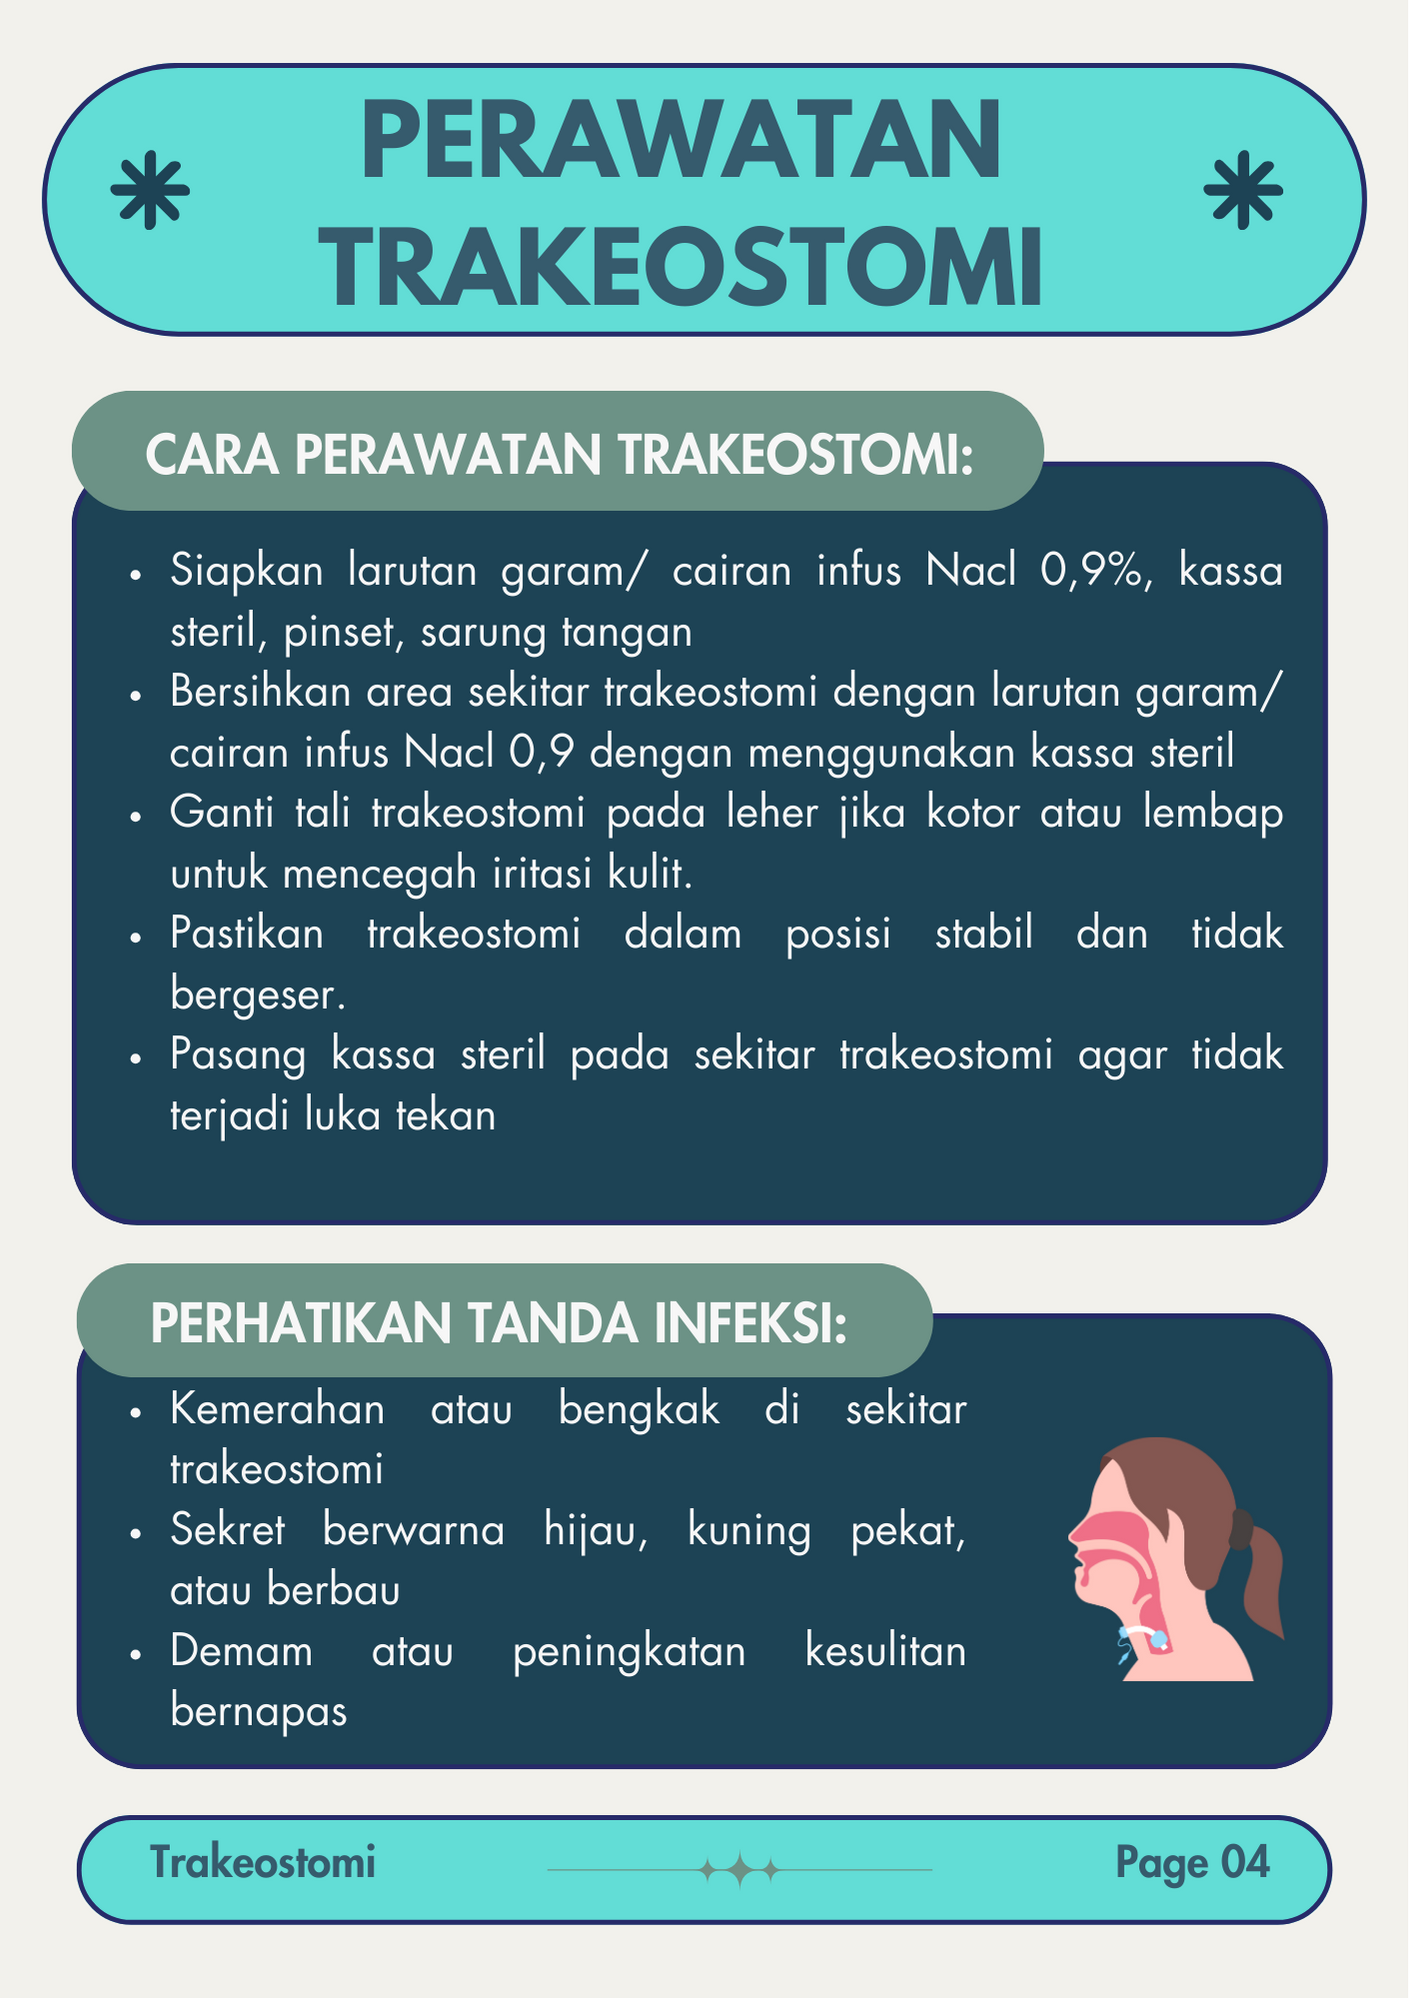 PERAWATAN
TRAKEOSTOMI
CARA PERAWATAN TRAKEOSTOMI:
• Siapkan larutan garam/ cairan infus Nacl 0,9%, kassa
steril, pinset, sarung tangan
• Bersihkan area sekitar trakeostomi dengan larutan garam/
cairan infus Nacl 0,9 dengan menggunakan kassa steril
• Ganti tali trakeostomi pada leher jika kotor atau lembap
untuk mencegah iritasi kulit.
• Pastikan trakeostomi dalam posisi stabil dan tidak
bergeser.
• Pasang kassa steril pada sekitar trakeostomi agar tidak
terjadi luka tekan
PERHATIKAN TANDA INFEKSI:
• Kemerahan atau bengkak di sekitar
trakeostomi
• Sekret berwarna hijau, kuning pekat,
atau berbau
• Demam atau peningkatan kesulitan
bernapas
Trakeostomi
Page 04